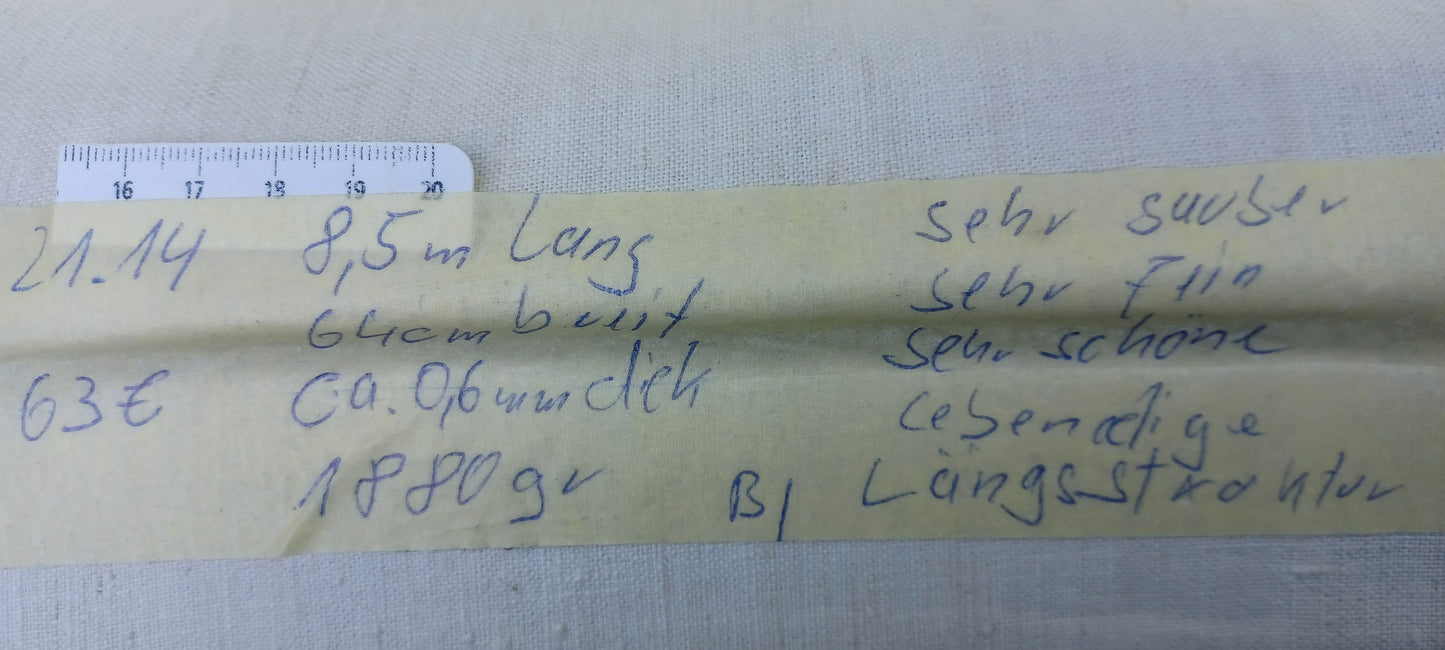 16 17 18 19 20
21.14 8,5m Lang sehr sauber
64cm breit sehr Fein
63€ ca. 0,6mm dick sehr schöne
Lebendige
1880gr B/ Längsstruktur